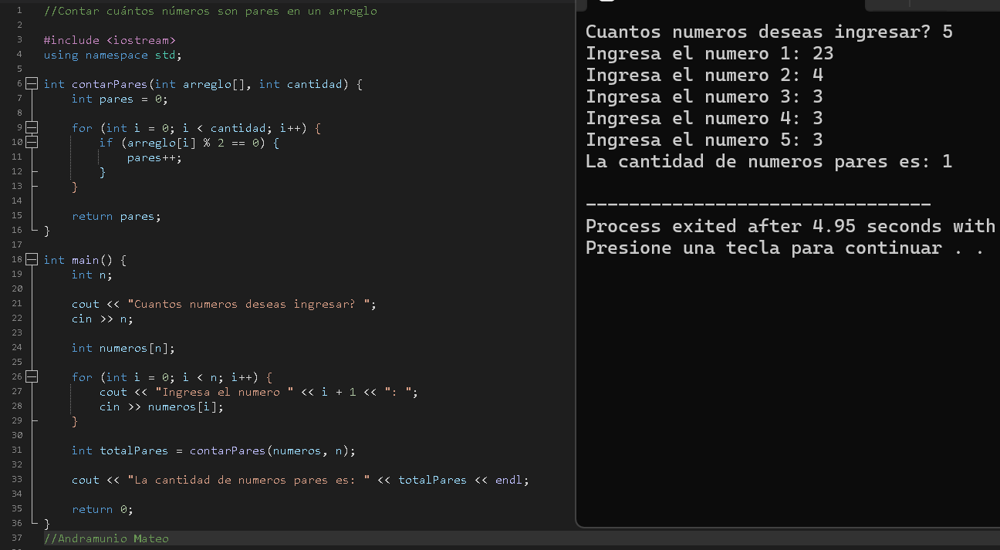 1 //Contar cuántos números son pares en un arreglo
2
3 #include <iostream>
4 using namespace std;
5
6 int contarPares(int arreglo[], int cantidad) {
7 int pares = 0;
8
9 for (int i = 0; i < cantidad; i++) {
10 if (arreglo[i] % 2 == 0) {
11 pares++;
12 }
13 }
14
15 return pares;
16 }
17
18 int main() {
19 int n;
20
21 cout << "Cuantos numeros deseas ingresar? ";
22 cin >> n;
23
24 int numeros[n];
25
26 for (int i = 0; i < n; i++) {
27 cout << "Ingresa el numero " << i + 1 << ": ";
28 cin >> numeros[i];
29 }
30
31 int totalPares = contarPares(numeros, n);
32
33 cout << "La cantidad de numeros pares es: " << totalPares << endl;
34
35 return 0;
36 }
37 //Andramunio Mateo
Cuantos numeros deseas ingresar? 5
Ingresa el numero 1: 23
Ingresa el numero 2: 4
Ingresa el numero 3: 3
Ingresa el numero 4: 3
Ingresa el numero 5: 3
La cantidad de numeros pares es: 1
--------------------------------
Process exited after 4.95 seconds with
Presione una tecla para continuar . .